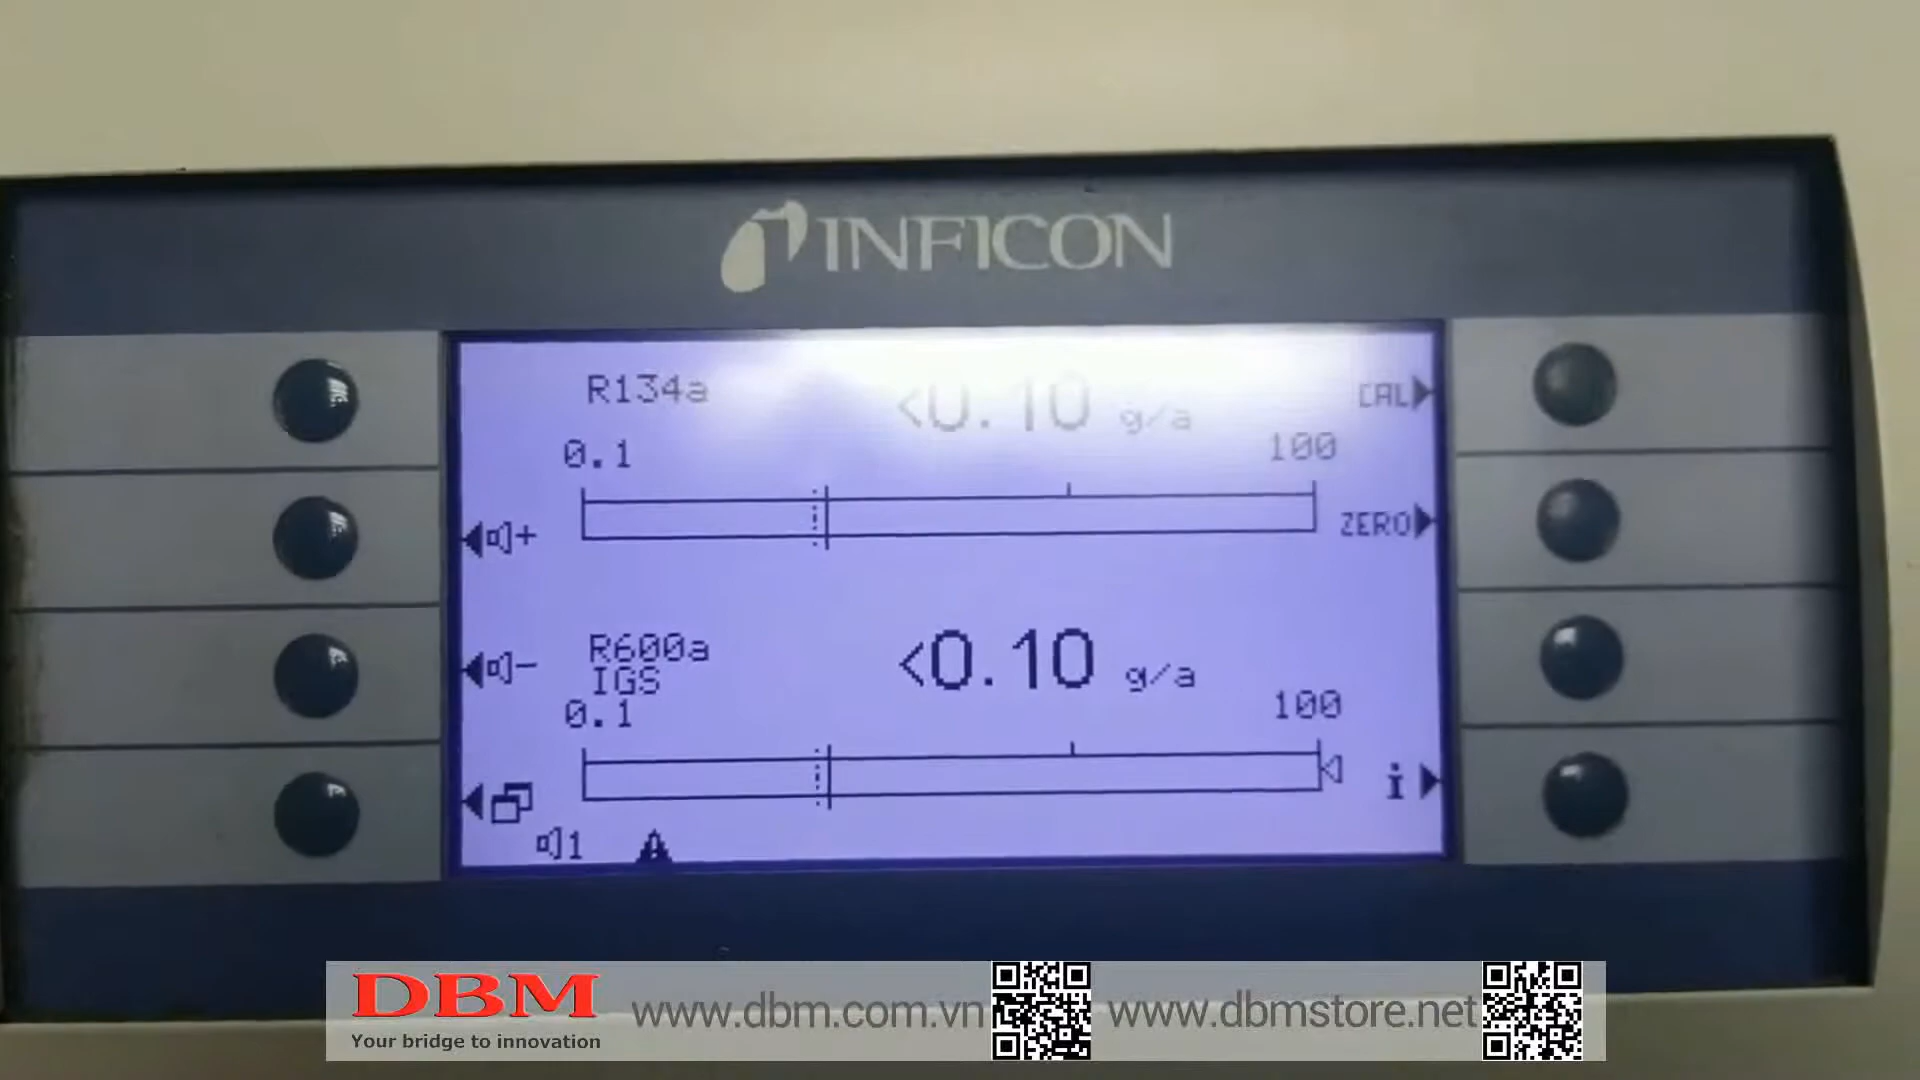 INFICON
R134a <0.10 g/a CAL
0.1 100
ZERO
+
R600a <0.10 g/a
IGS
0.1 100
-
i
1
DBM www.dbm.com.vn www.dbmstore.net
Your bridge to innovation